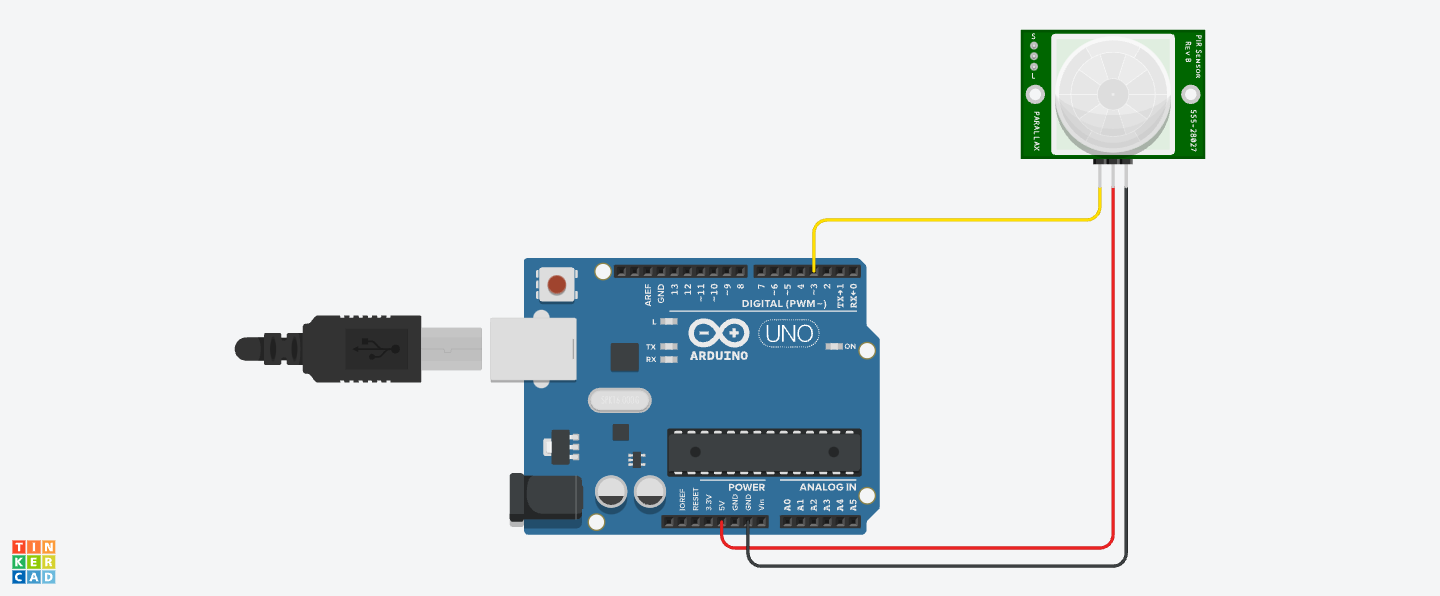 S
L
PARALLAX
PIR SENSOR
REV B
555-28027
AREF
GND
13
12
~11
~10
~9
8
7
~6
~5
4
~3
2
TX→1
RX←0
DIGITAL (PWM~)
L
TX
RX
ARDUINO
UNO
ON
POWER
ANALOG IN
IOREF
RESET
3.3V
5V
GND
GND
Vin
A0
A1
A2
A3
A4
A5
TIN
KER
CAD